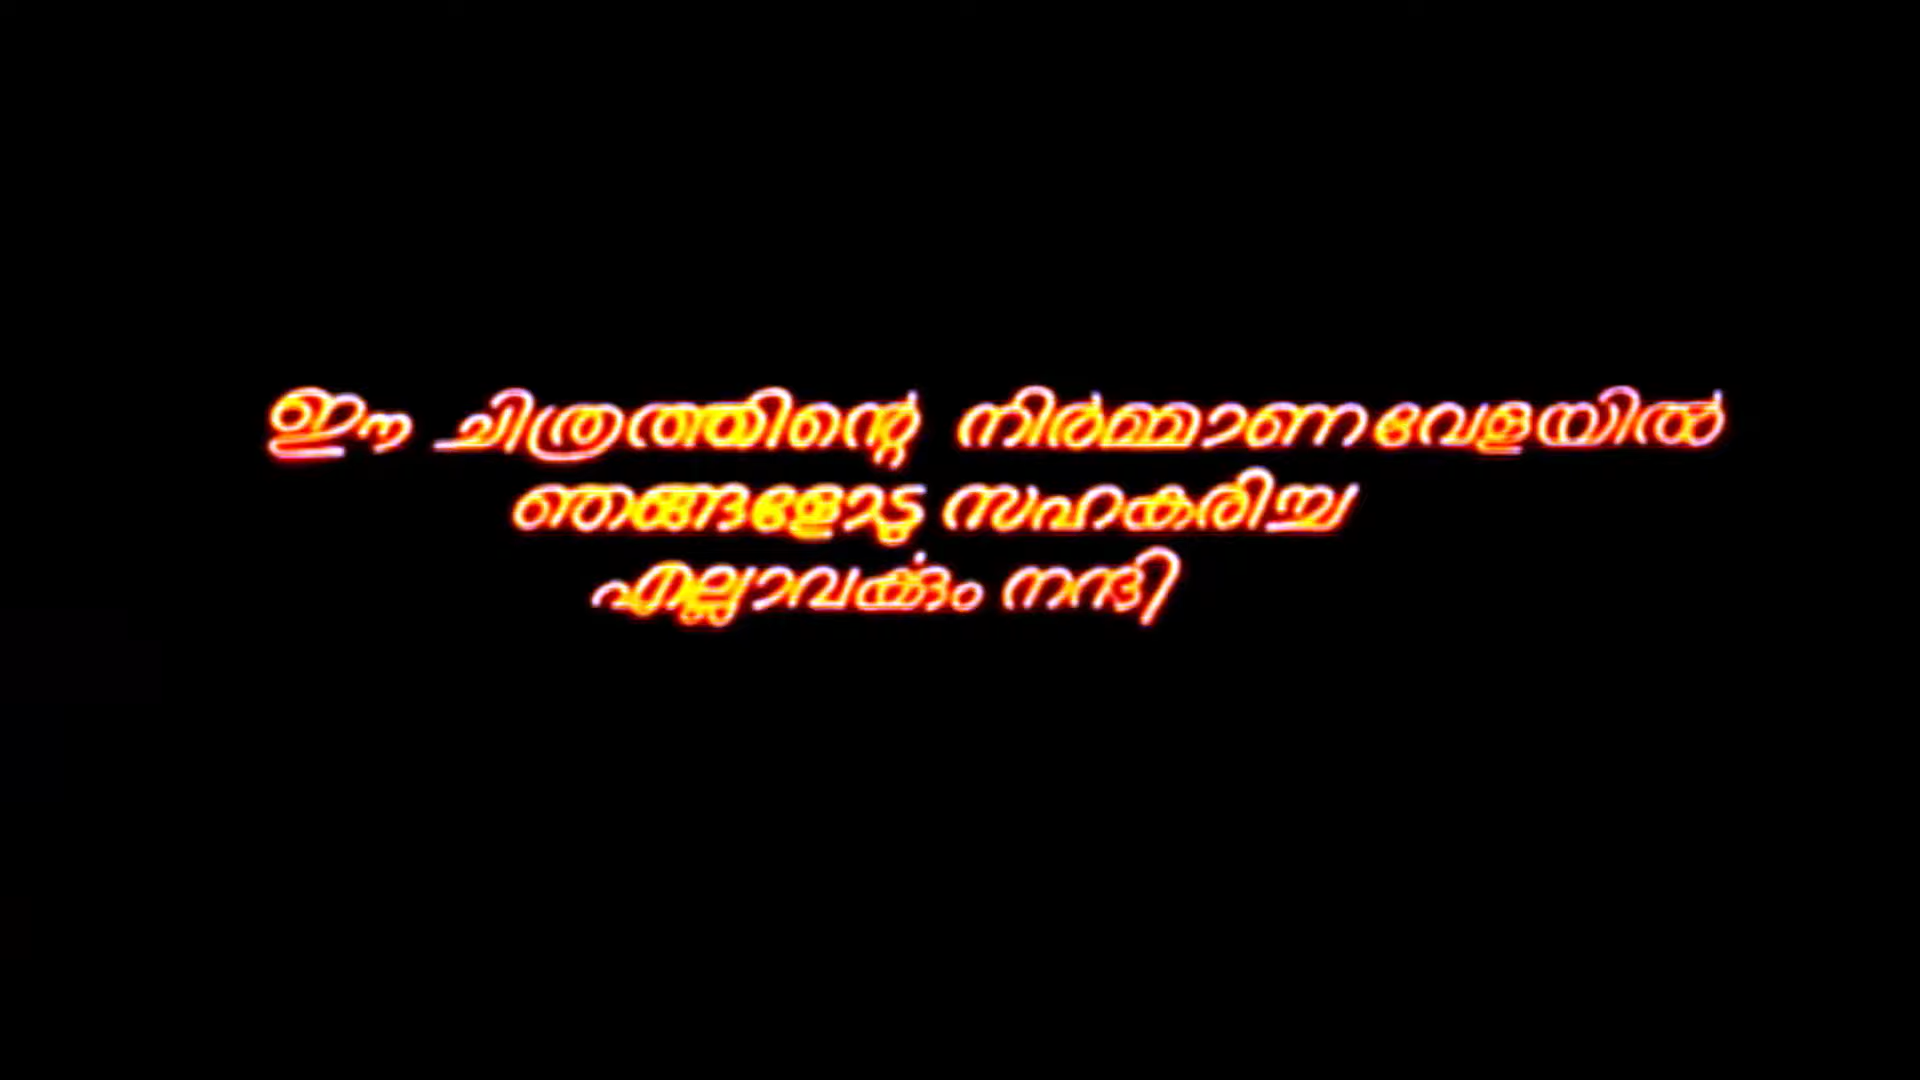 ഈ ചിത്രത്തിന്റെ നിർമ്മാണവേളയിൽ
ഞങ്ങളോടു സഹകരിച്ച
എല്ലാവർക്കും നന്ദി